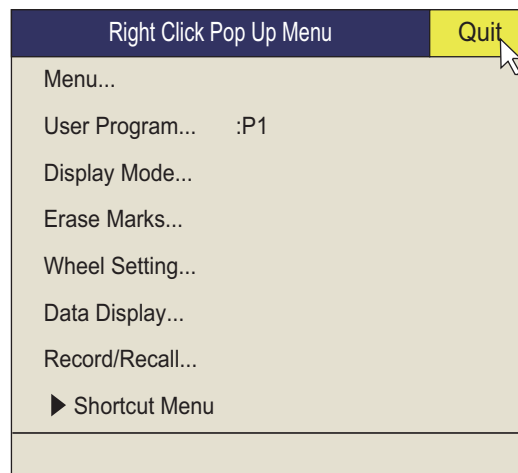 Right Click Pop Up Menu Quit
Menu...
User Program... :P1
Display Mode...
Erase Marks...
Wheel Setting...
Data Display...
Record/Recall...
▶ Shortcut Menu